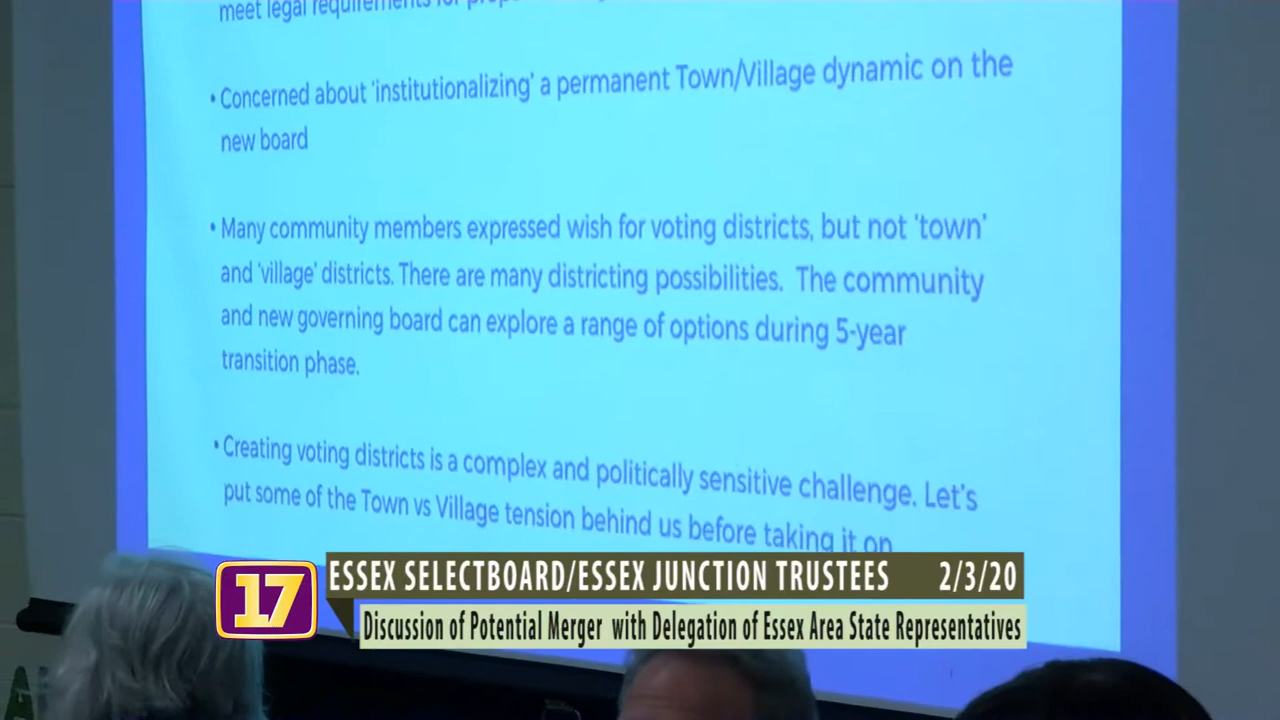 meet legal requirements for
• Concerned about 'institutionalizing' a permanent Town/Village dynamic on the
new board
• Many community members expressed wish for voting districts, but not 'town'
and 'village' districts. There are many districting possibilities. The community
and new governing board can explore a range of options during 5-year
transition phase.
• Creating voting districts is a complex and politically sensitive challenge. Let's
put some of the Town vs Village tension behind us before taking it on
17
ESSEX SELECTBOARD/ESSEX JUNCTION TRUSTEES 2/3/20
Discussion of Potential Merger with Delegation of Essex Area State Representatives